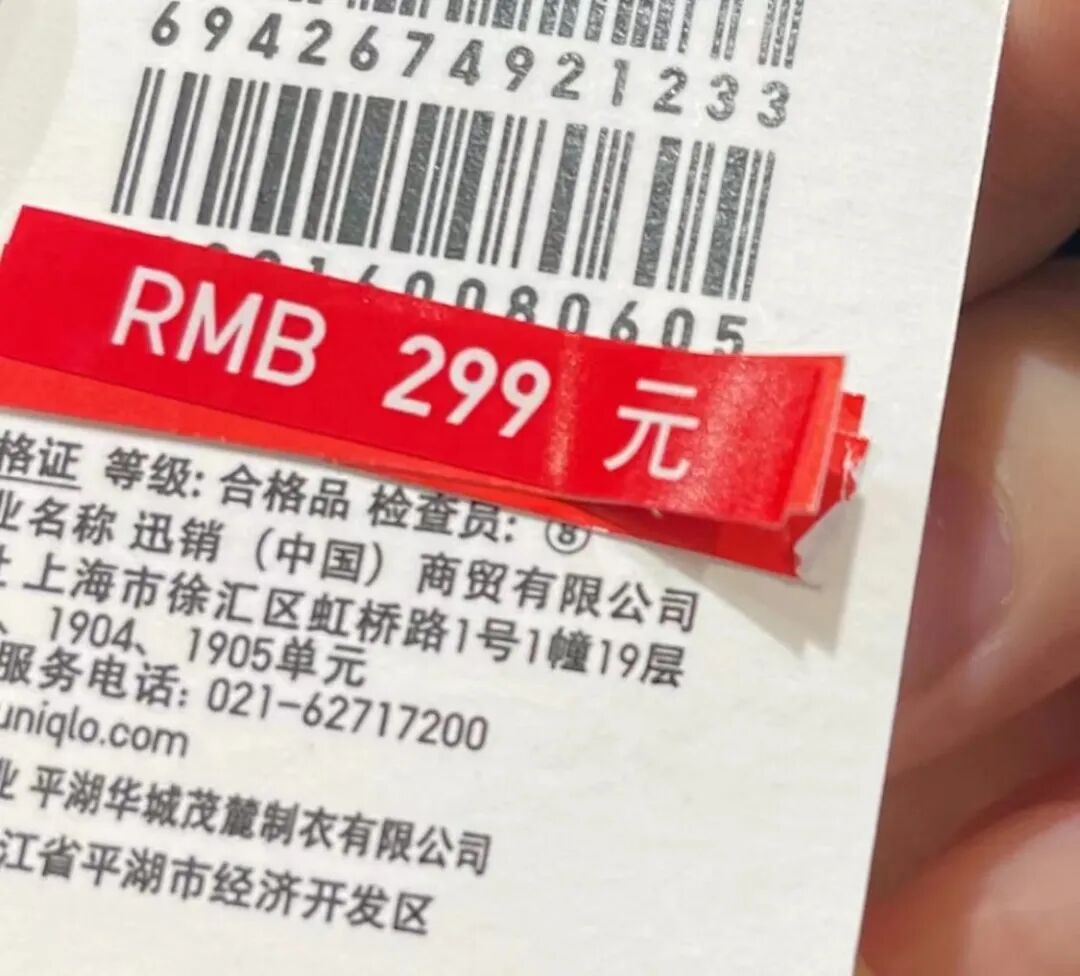 6942674921233
160080605
RMB 299 元
格证 等级: 合格品 检查员: ⑧
业名称 迅销（中国）商贸有限公司
上海市徐汇区虹桥路1号1幢19层
、1904、1905单元
服务电话: 021-62717200
uniqlo.com
业 平湖华城茂麓制衣有限公司
江省平湖市经济开发区